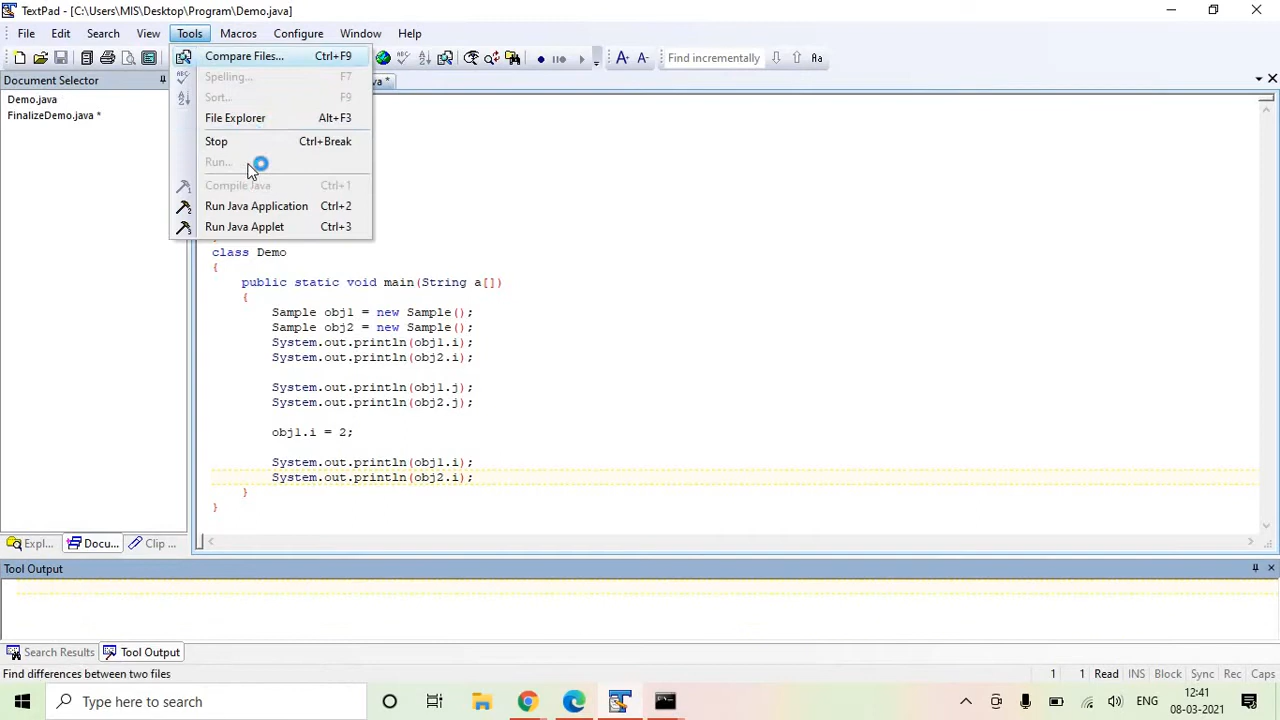 TextPad - [C:\Users\MIS\Desktop\Program\Demo.java]
File Edit Search View Tools Macros Configure Window Help
Find incrementally Aa
Document Selector
Demo.java
FinalizeDemo.java *
Compare Files... Ctrl+F9
Spelling... F7
Sort... F9
File Explorer Alt+F3
Stop Ctrl+Break
Run...
Compile Java Ctrl+1
Run Java Application Ctrl+2
Run Java Applet Ctrl+3
class Demo
{
public static void main(String a[])
{
Sample obj1 = new Sample();
Sample obj2 = new Sample();
System.out.println(obj1.i);
System.out.println(obj2.i);
System.out.println(obj1.j);
System.out.println(obj2.j);
obj1.i = 2;
System.out.println(obj1.i);
System.out.println(obj2.i);
}
}
Expl... Docu... Clip ...
Tool Output
Search Results Tool Output
Find differences between two files 1 1 Read INS Block Sync Rec Caps
Type here to search ENG 12:41
08-03-2021